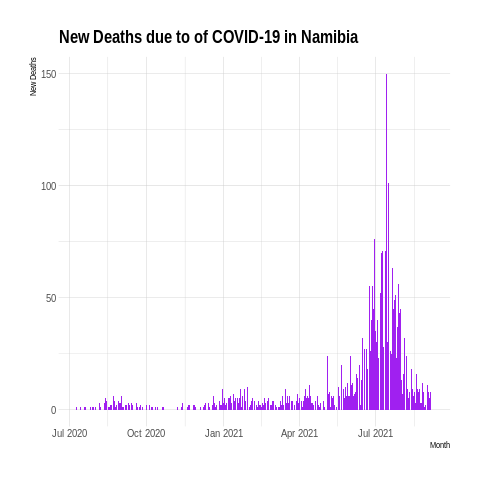 New Deaths due to of COVID-19 in Namibia
New Deaths
150
100
50
0
Jul 2020 Oct 2020 Jan 2021 Apr 2021 Jul 2021
Month